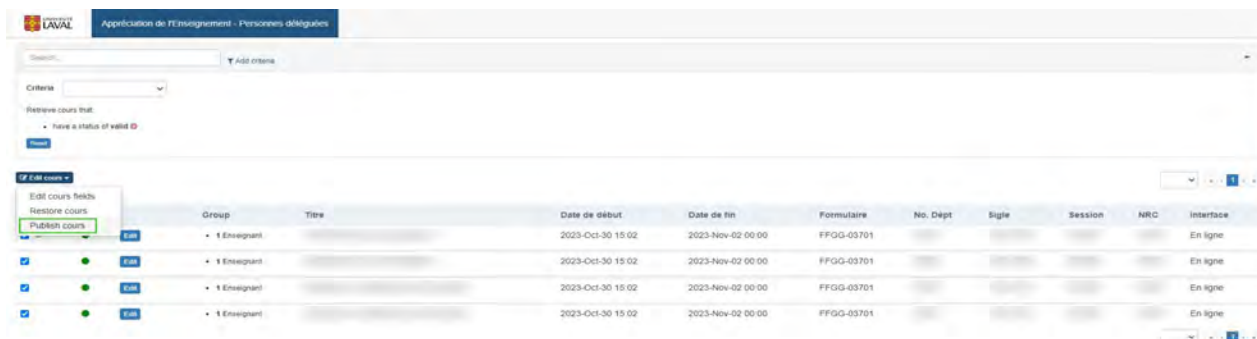 UNIVERSITÉ
LAVAL
Appréciation de l'Enseignement - Personnes déléguées
Search...
Add criteria
Criteria
Retrieve cours that:
have a status of valid
Reset
Edit cours
Edit cours fields
Restore cours
Publish cours
1
Group Titre Date de début Date de fin Formulaire No. Dépt Sigle Session NRC Interface
Edit 1 Enseignant 2023-Oct-30 15:02 2023-Nov-02 00:00 FFGG-03701 En ligne
Edit 1 Enseignant 2023-Oct-30 15:02 2023-Nov-02 00:00 FFGG-03701 En ligne
Edit 1 Enseignant 2023-Oct-30 15:02 2023-Nov-02 00:00 FFGG-03701 En ligne
Edit 1 Enseignant 2023-Oct-30 15:02 2023-Nov-02 00:00 FFGG-03701 En ligne
1